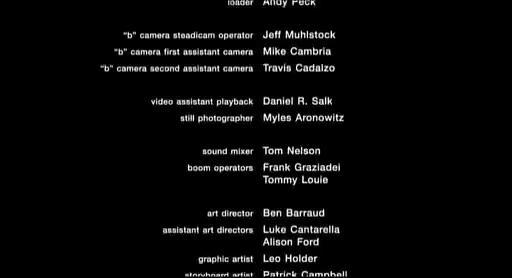 loader Andy Peck
"b" camera steadicam operator Jeff Muhlstock
"b" camera first assistant camera Mike Cambria
"b" camera second assistant camera Travis Cadalzo
video assistant playback Daniel R. Salk
still photographer Myles Aronowitz
sound mixer Tom Nelson
boom operators Frank Graziadei
Tommy Louie
art director Ben Barraud
assistant art directors Luke Cantarella
Alison Ford
graphic artist Leo Holder
storyboard artist Patrick Campbell